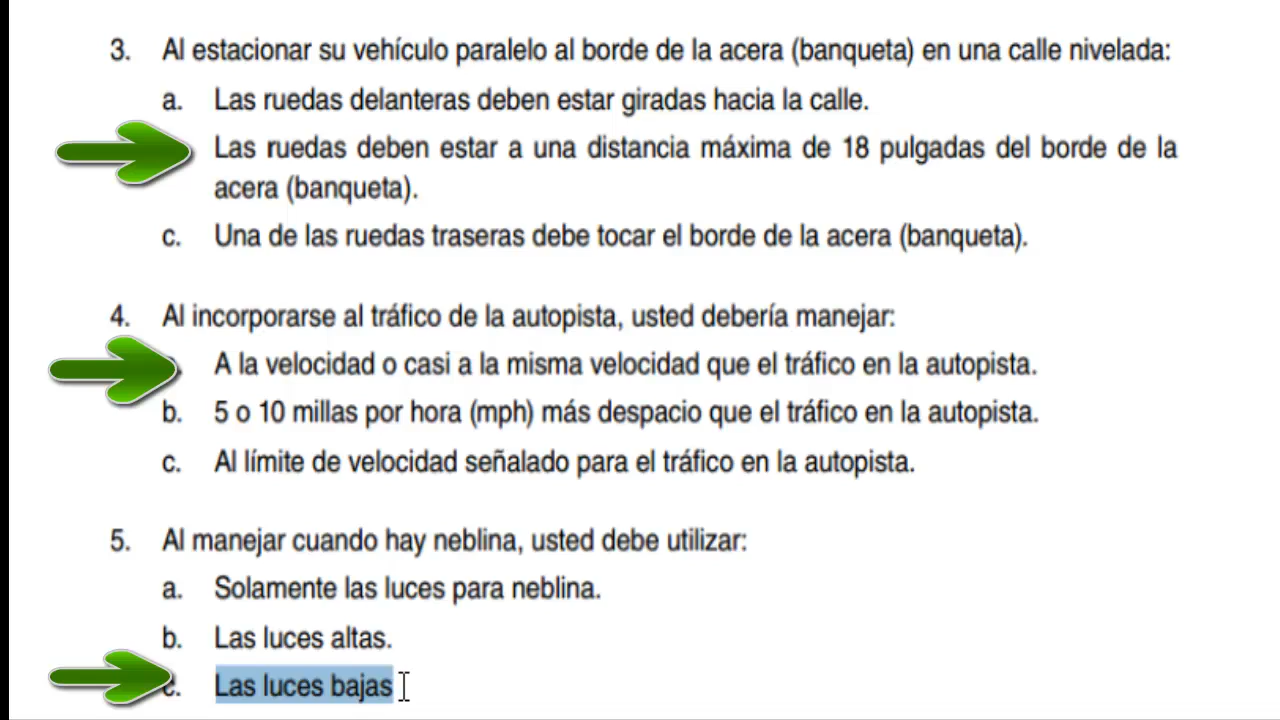 3. Al estacionar su vehículo paralelo al borde de la acera (banqueta) en una calle nivelada:
a. Las ruedas delanteras deben estar giradas hacia la calle.
Las ruedas deben estar a una distancia máxima de 18 pulgadas del borde de la
acera (banqueta).
c. Una de las ruedas traseras debe tocar el borde de la acera (banqueta).
4. Al incorporarse al tráfico de la autopista, usted debería manejar:
A la velocidad o casi a la misma velocidad que el tráfico en la autopista.
b. 5 o 10 millas por hora (mph) más despacio que el tráfico en la autopista.
c. Al límite de velocidad señalado para el tráfico en la autopista.
5. Al manejar cuando hay neblina, usted debe utilizar:
a. Solamente las luces para neblina.
b. Las luces altas.
c. Las luces bajas